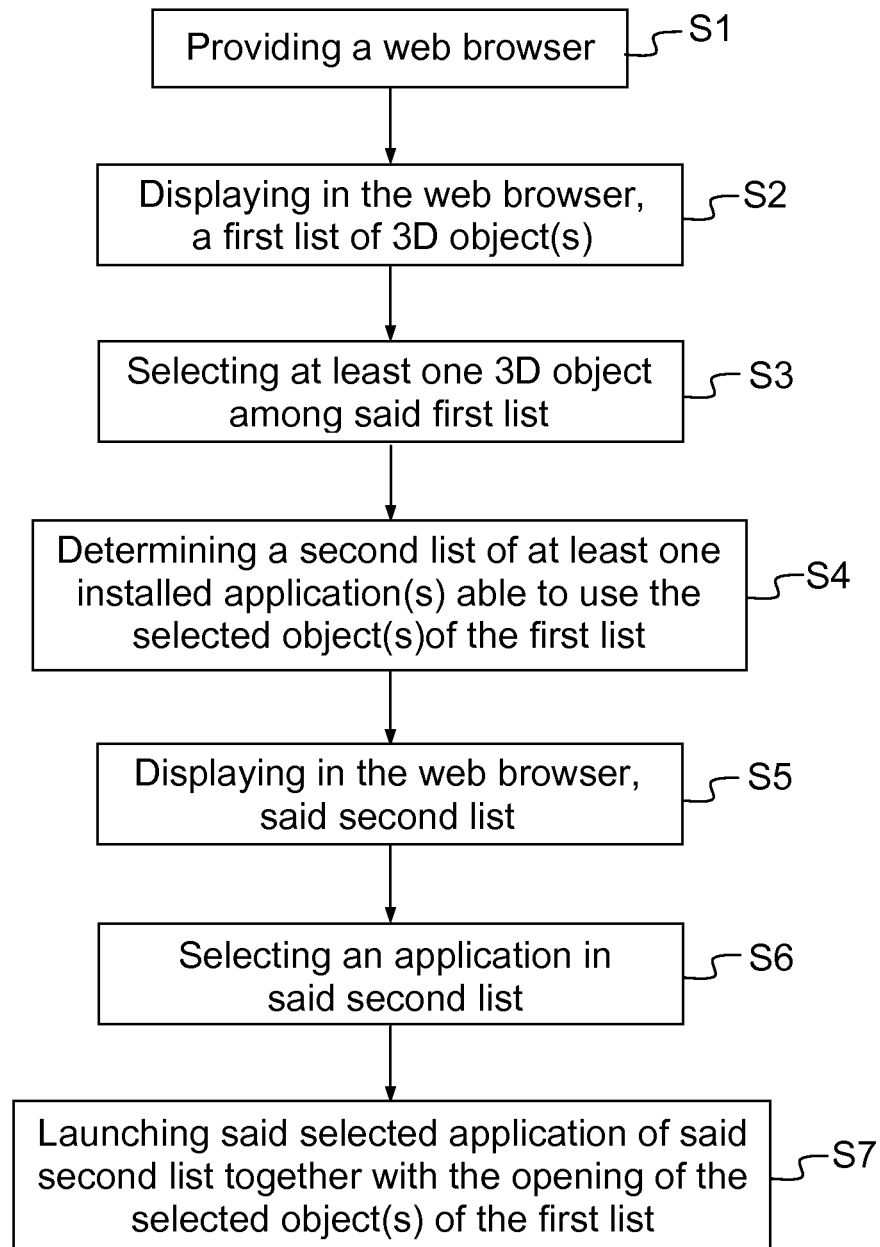 Providing a web browser
S1
Displaying in the web browser,
a first list of 3D object(s)
S2
Selecting at least one 3D object
among said first list
S3
Determining a second list of at least one
installed application(s) able to use the
selected object(s)of the first list
S4
Displaying in the web browser,
said second list
S5
Selecting an application in
said second list
S6
Launching said selected application of said
second list together with the opening of the
selected object(s) of the first list
S7